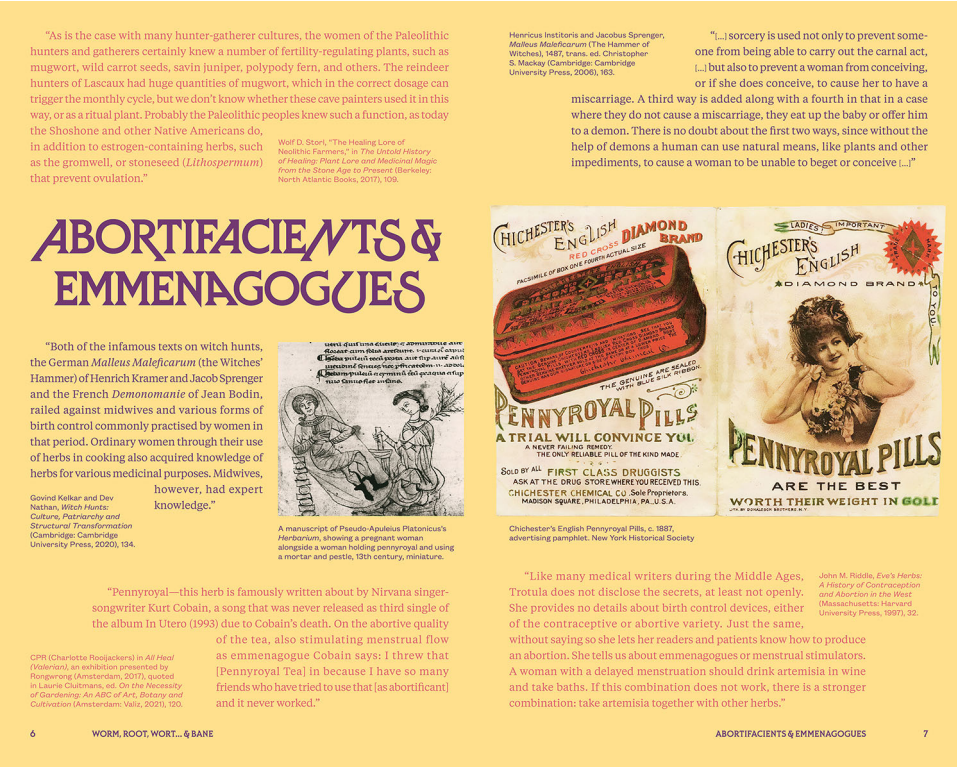 “As is the case with many hunter-gatherer cultures, the women of the Paleolithic
hunters and gatherers certainly knew a number of fertility-regulating plants, such as
mugwort, wild carrot seeds, savin juniper, polypody fern, and others. The reindeer
hunters of Lascaux had huge quantities of mugwort, which in the correct dosage can
trigger the monthly cycle, but we don’t know whether these cave painters used it in this
way, or as a ritual plant. Probably the Paleolithic peoples knew such a function, as today
the Shoshone and other Native Americans do,
in addition to estrogen-containing herbs, such
as the gromwell, or stoneseed (Lithospermum)
that prevent ovulation.”
Wolf D. Storl, “The Healing Lore of
Neolithic Farmers,” in The Untold History
of Healing: Plant Lore and Medicinal Magic
from the Stone Age to Present (Berkeley:
North Atlantic Books, 2017), 109.
ABORTIFACIENTS &
EMMENAGOGUES
“Both of the infamous texts on witch hunts,
the German Malleus Maleficarum (the Witches’
Hammer) of Henrich Kramer and Jacob Sprenger
and the French Demonomanie of Jean Bodin,
railed against midwives and various forms of
birth control commonly practised by women in
that period. Ordinary women through their use
of herbs in cooking also acquired knowledge of
herbs for various medicinal purposes. Midwives,
however, had expert
knowledge.”
Govind Kelkar and Dev
Nathan, Witch Hunts:
Culture, Patriarchy and
Structural Transformation
(Cambridge: Cambridge
University Press, 2020), 134.
A manuscript of Pseudo-Apuleius Platonicus’s
Herbarium, showing a pregnant woman
alongside a woman holding pennyroyal and using
a mortar and pestle, 13th century, miniature.
“Pennyroyal—this herb is famously written about by Nirvana singer-
songwriter Kurt Cobain, a song that was never released as third single of
the album In Utero (1993) due to Cobain’s death. On the abortive quality
of the tea, also stimulating menstrual flow
as emmenagogue Cobain says: I threw that
[Pennyroyal Tea] in because I have so many
friends who have tried to use that [as abortificant]
and it never worked.”
CPR (Charlotte Rooijackers) in All Heal
(Valerian), an exhibition presented by
Rongwrong (Amsterdam, 2017), quoted
in Laurie Cluitmans, ed. On the Necessity
of Gardening: An ABC of Art, Botany and
Cultivation (Amsterdam: Valiz, 2021), 120.
6 WORM, ROOT, WORT... & BANE
Henricus Institoris and Jacobus Sprenger,
Malleus Maleficarum (The Hammer of
Witches), 1487, trans. ed. Christopher
S. Mackay (Cambridge: Cambridge
University Press, 2006), 163.
“[...] sorcery is used not only to prevent some-
one from being able to carry out the carnal act,
[...] but also to prevent a woman from conceiving,
or if she does conceive, to cause her to have a
miscarriage. A third way is added along with a fourth in that in a case
where they do not cause a miscarriage, they eat up the baby or offer him
to a demon. There is no doubt about the first two ways, since without the
help of demons a human can use natural means, like plants and other
impediments, to cause a woman to be unable to beget or conceive [...]”
CHICHESTER’S ENGLISH
RED CROSS DIAMOND BRAND
FACSIMILE OF BOX ONE FOURTH ACTUAL SIZE
THE GENUINE ARE SEALED
WITH BLUE SILK RIBBON.
PENNYROYAL PILLS
A TRIAL WILL CONVINCE YOU.
A NEVER FAILING REMEDY.
THE ONLY RELIABLE PILL OF THE KIND MADE.
SOLD BY ALL FIRST CLASS DRUGGISTS
ASK AT THE DRUG STORE WHERE YOU RECEIVED THIS.
CHICHESTER CHEMICAL CO. Sole Proprietors.
MADISON SQUARE, PHILADELPHIA, PA., U.S.A.
LADIES IMPORTANT
TO YOU.
CHICHESTER’S
ENGLISH
DIAMOND BRAND
PENNYROYAL PILLS
ARE THE BEST
WORTH THEIR WEIGHT IN GOLD
LITH. BY DONALDSON BROTHERS, N.Y.
Chichester’s English Pennyroyal Pills, c. 1887,
advertising pamphlet. New York Historical Society
“Like many medical writers during the Middle Ages,
Trotula does not disclose the secrets, at least not openly.
She provides no details about birth control devices, either
of the contraceptive or abortive variety. Just the same,
without saying so she lets her readers and patients know how to produce
an abortion. She tells us about emmenagogues or menstrual stimulators.
A woman with a delayed menstruation should drink artemisia in wine
and take baths. If this combination does not work, there is a stronger
combination: take artemisia together with other herbs.”
John M. Riddle, Eve’s Herbs:
A History of Contraception
and Abortion in the West
(Massachusetts: Harvard
University Press, 1997), 32.
ABORTIFACIENTS & EMMENAGOGUES 7